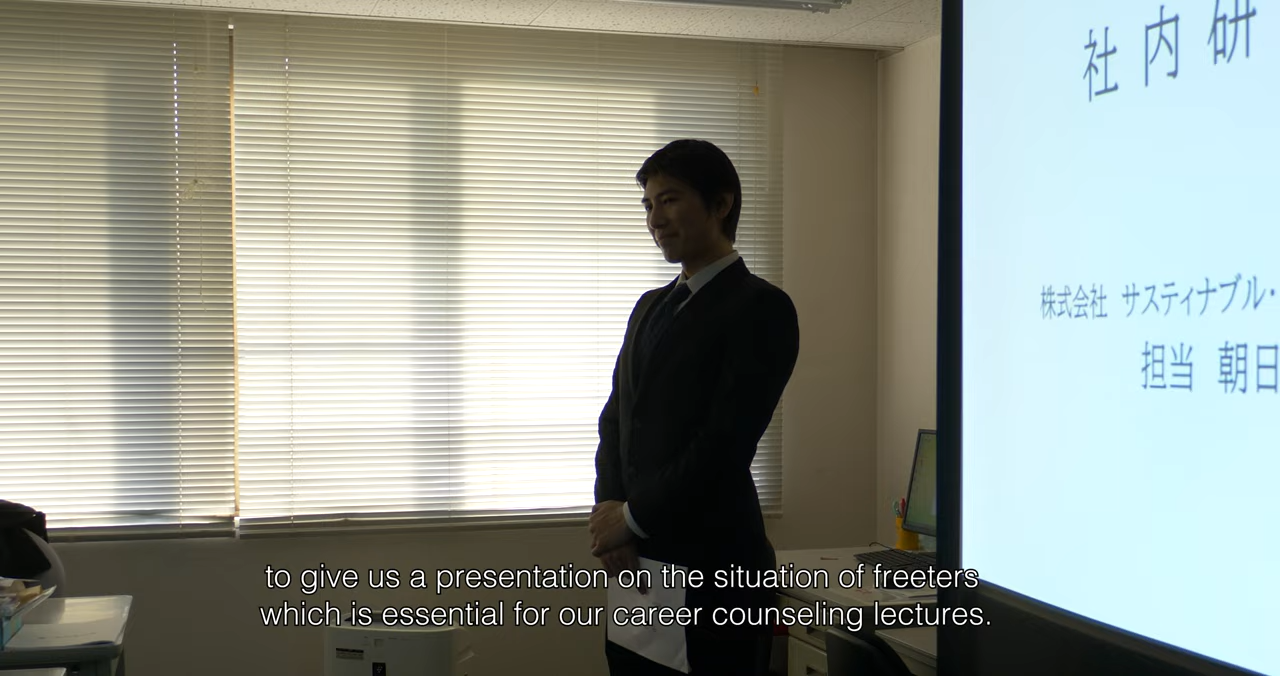 社内研
株式会社 サスティナブル・
担当 朝日
to give us a presentation on the situation of freeters
which is essential for our career counseling lectures.